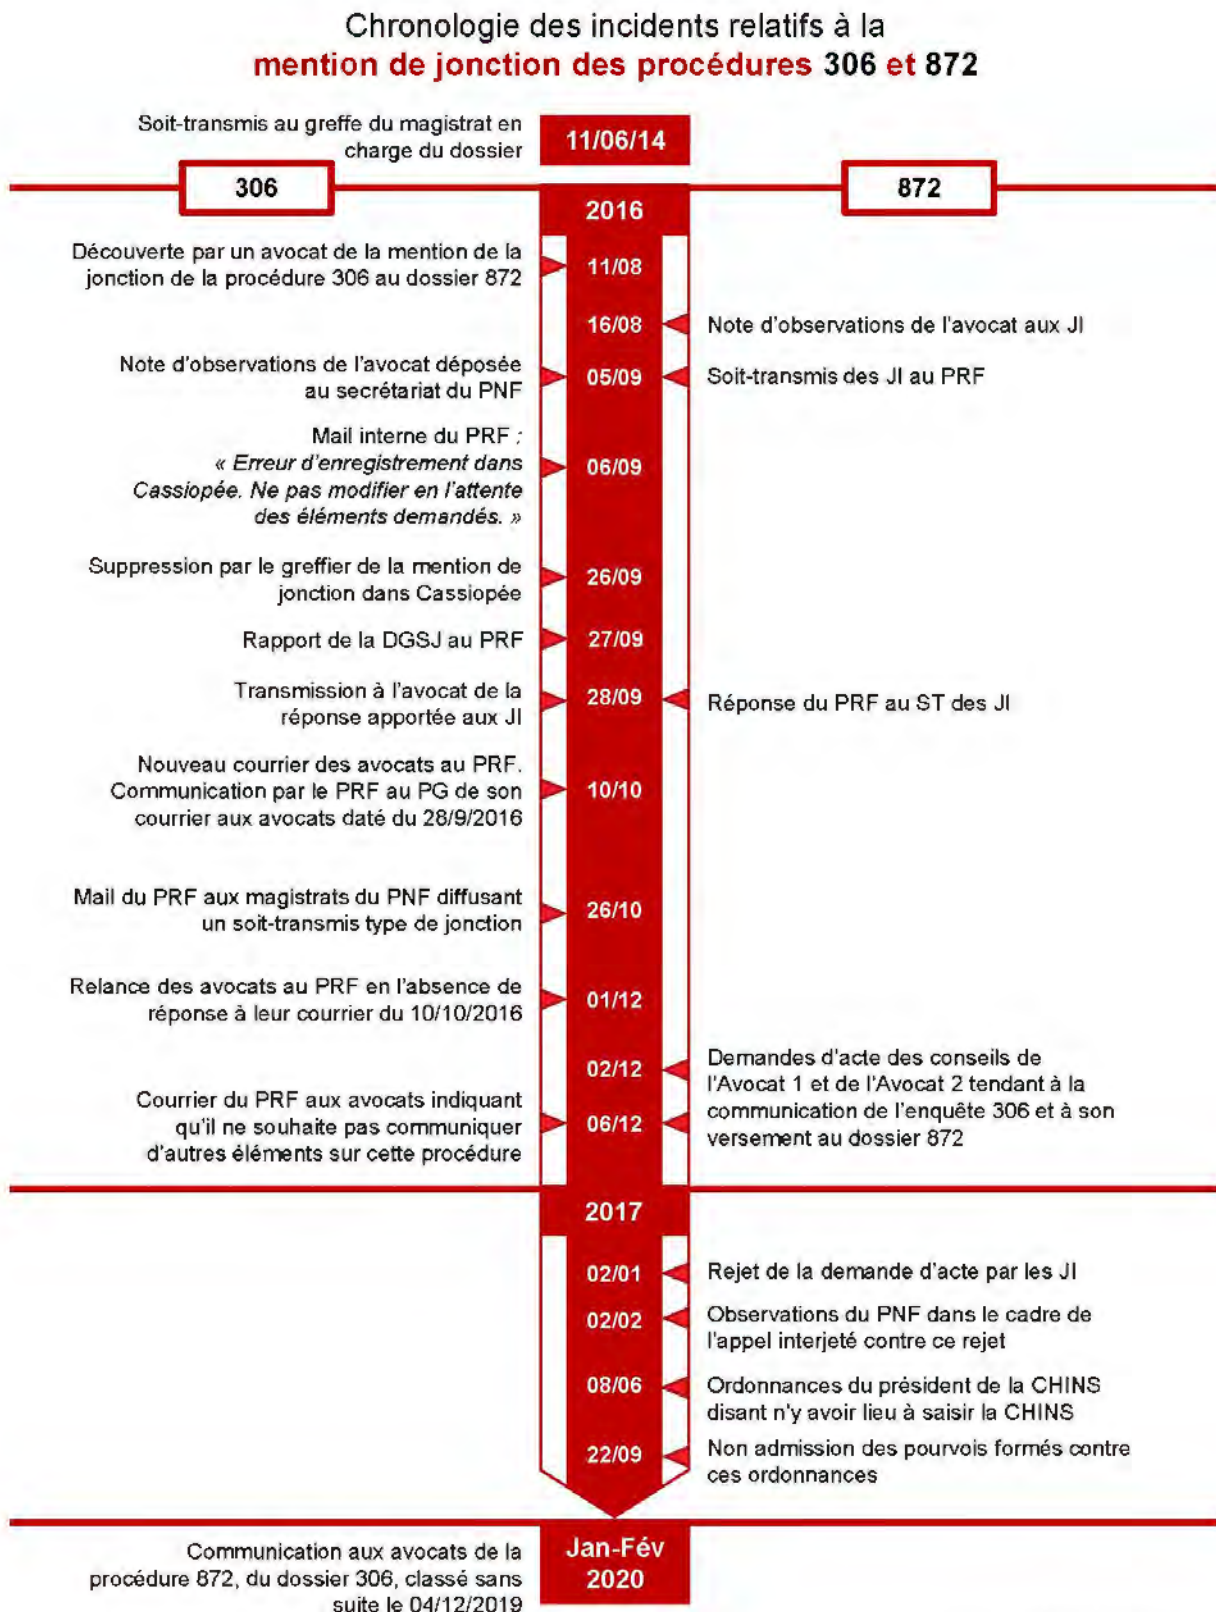 Chronologie des incidents relatifs à la
mention de jonction des procédures 306 et 872
Soit-transmis au greffe du magistrat en
charge du dossier
11/06/14
306
872
2016
Découverte par un avocat de la mention de la
jonction de la procédure 306 au dossier 872
11/08
16/08
Note d'observations de l'avocat aux JI
Note d'observations de l'avocat déposée
au secrétariat du PNF
05/09
Soit-transmis des JI au PRF
Mail interne du PRF :
« Erreur d'enregistrement dans
Cassiopée. Ne pas modifier en l'attente
des éléments demandés. »
06/09
Suppression par le greffier de la mention de
jonction dans Cassiopée
26/09
Rapport de la DGSJ au PRF
27/09
Transmission à l'avocat de la
réponse apportée aux JI
28/09
Réponse du PRF au ST des JI
Nouveau courrier des avocats au PRF.
Communication par le PRF au PG de son
courrier aux avocats daté du 28/9/2016
10/10
Mail du PRF aux magistrats du PNF diffusant
un soit-transmis type de jonction
26/10
Relance des avocats au PRF en l'absence de
réponse à leur courrier du 10/10/2016
01/12
02/12
Demandes d'acte des conseils de
l'Avocat 1 et de l'Avocat 2 tendant à la
communication de l'enquête 306 et à son
versement au dossier 872
Courrier du PRF aux avocats indiquant
qu'il ne souhaite pas communiquer
d'autres éléments sur cette procédure
06/12
2017
02/01
Rejet de la demande d'acte par les JI
02/02
Observations du PNF dans le cadre de
l'appel interjeté contre ce rejet
08/06
Ordonnances du président de la CHINS
disant n'y avoir lieu à saisir la CHINS
22/09
Non admission des pourvois formés contre
ces ordonnances
Communication aux avocats de la
procédure 872, du dossier 306, classé sans
suite le 04/12/2019
Jan-Fév
2020